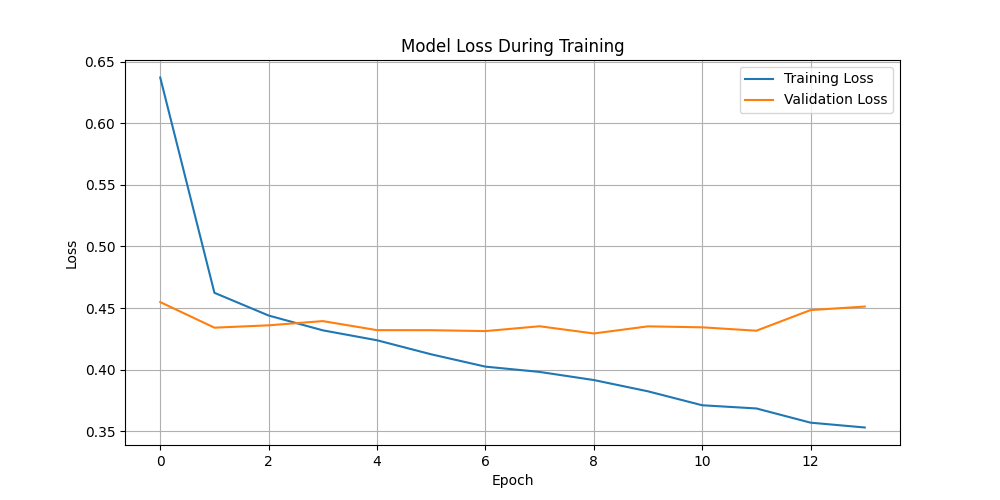 Model Loss During Training
Training Loss
Validation Loss
0.65
0.60
0.55
0.50
0.45
0.40
0.35
Loss
0 2 4 6 8 10 12
Epoch